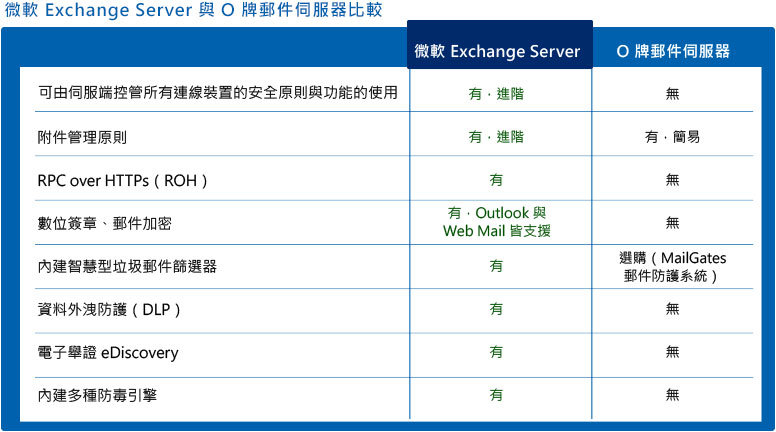 微軟 Exchange Server 與 O 牌郵件伺服器比較
微軟 Exchange Server O 牌郵件伺服器
可由伺服端控管所有連線裝置的安全原則與功能的使用 有，進階 無
附件管理原則 有，進階 有，簡易
RPC over HTTPs（ROH） 有 無
數位簽章、郵件加密 有，Outlook 與 Web Mail 皆支援 無
內建智慧型垃圾郵件篩選器 有 選購（MailGates 郵件防護系統）
資料外洩防護（DLP） 有 無
電子舉證 eDiscovery 有 無
內建多種防毒引擎 有 無